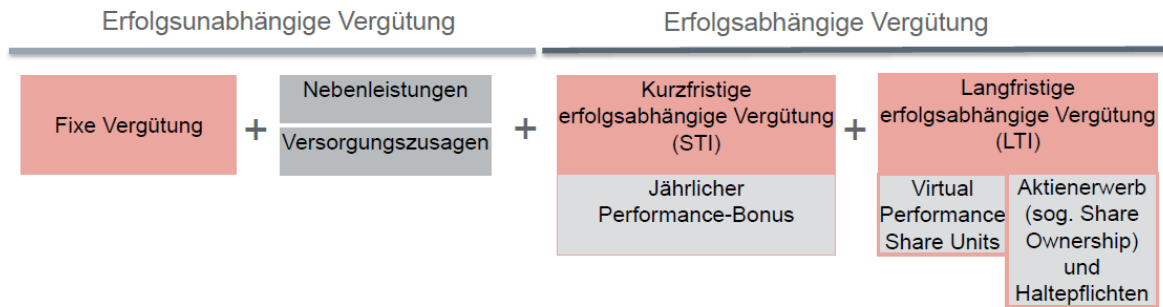 Erfolgsunabhängige Vergütung
Erfolgsabhängige Vergütung
Fixe Vergütung
+
Nebenleistungen
Versorgungszusagen
+
Kurzfristige
erfolgsabhängige Vergütung
(STI)
Jährlicher
Performance-Bonus
+
Langfristige
erfolgsabhängige Vergütung
(LTI)
Virtual
Performance
Share Units
Aktienerwerb
(sog. Share
Ownership)
und
Haltepflichten